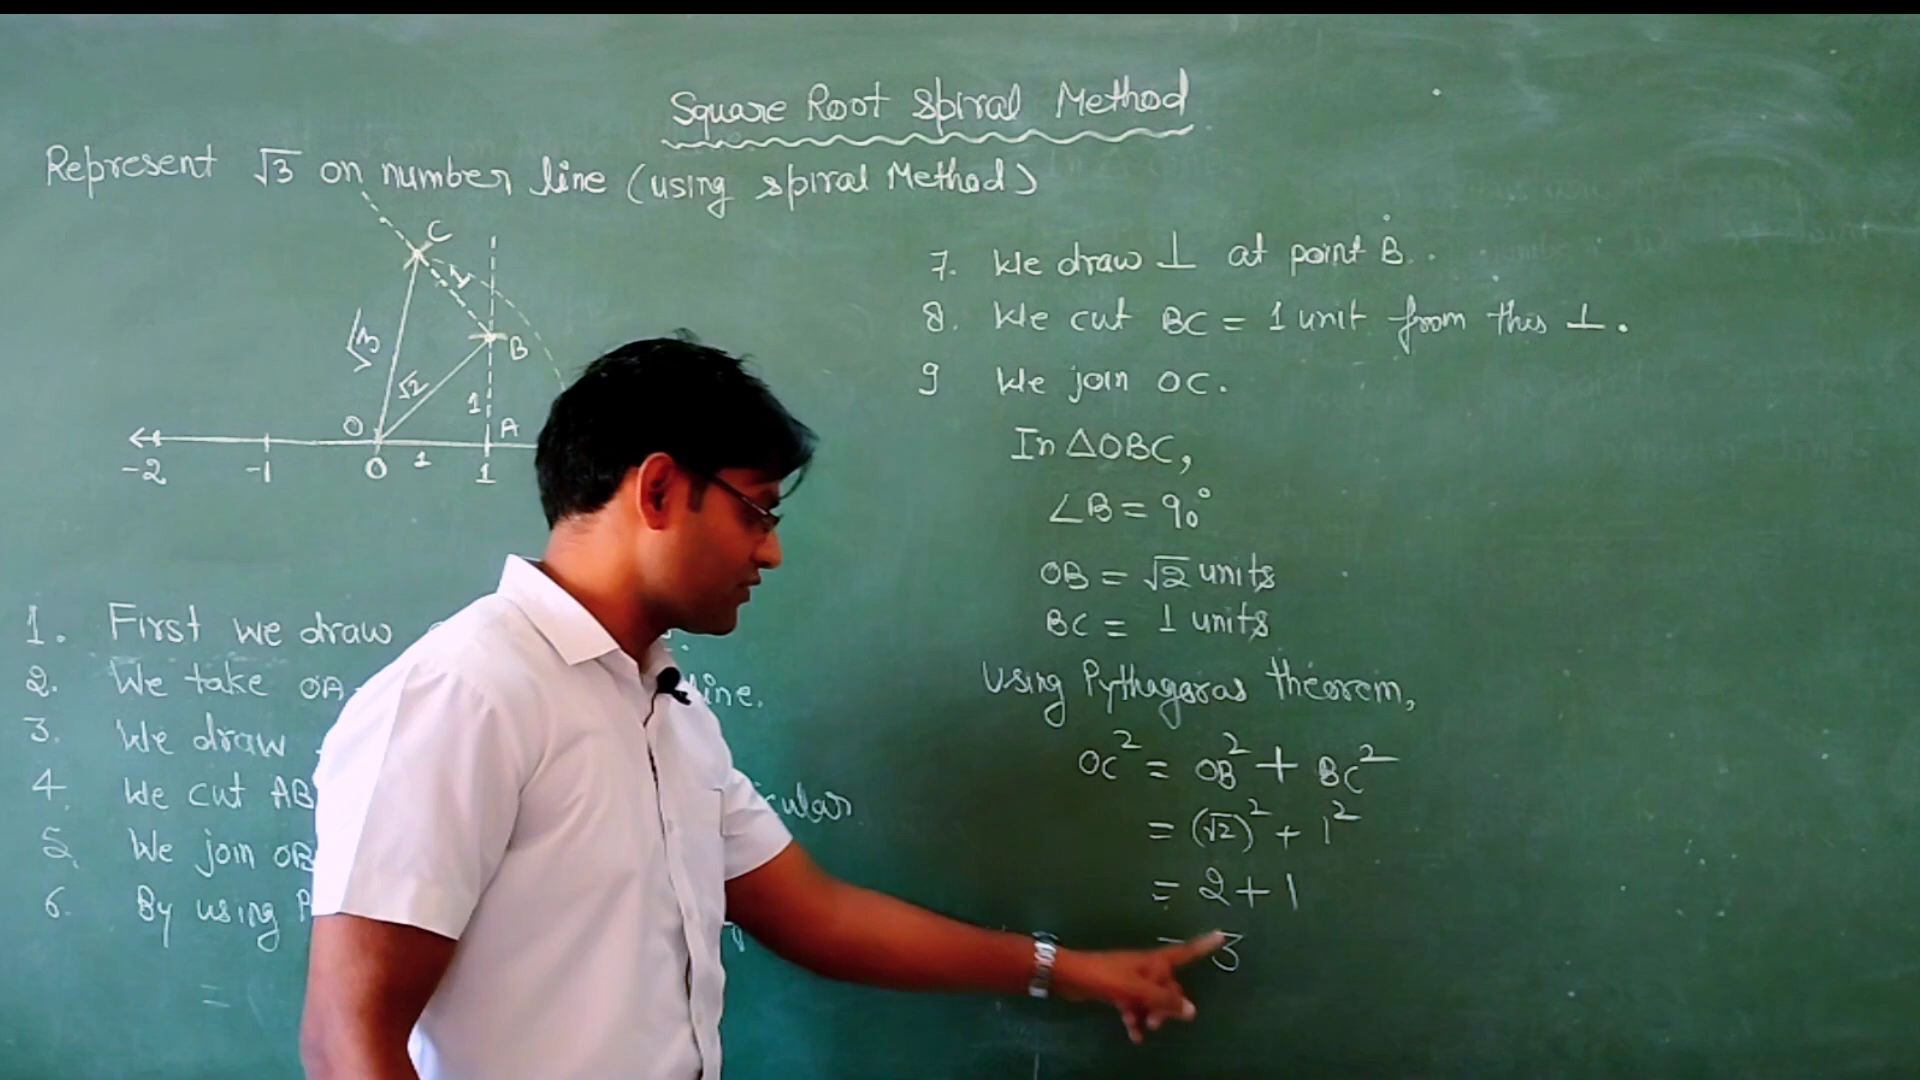 Square Root Spiral Method
Represent √3 on number line (using spiral Method)
C
1
√3
B
√2
1
O
A
-2 -1 0 1 1
1. First we draw
2. We take OA line.
3. We draw
4. We cut AB
5. We join OB
6. By using
=
7. We draw ⊥ at point B.
8. We cut BC = 1 unit from this ⊥.
9 We join OC.
In △OBC,
∠B = 90°
OB = √2 units
BC = 1 units
Using Pythagoras theorem,
OC² = OB² + BC²
= (√2)² + 1²
= 2 + 1
= 3